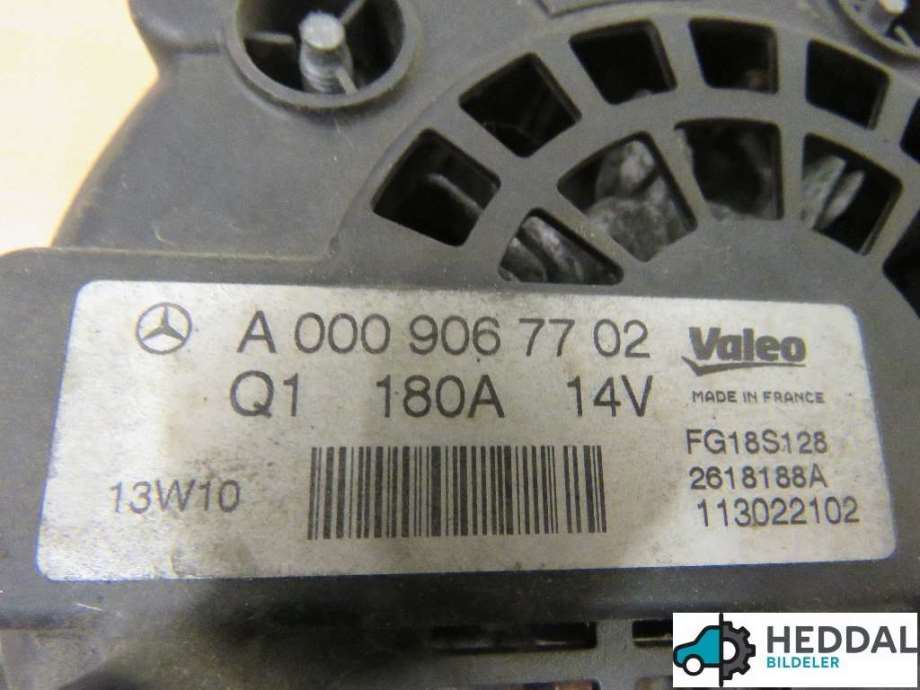 A 000 906 77 02
Q1 180A 14V
Valeo
MADE IN FRANCE
FG18S128
2618188A
113022102
13W10
HEDDAL
BILDELER